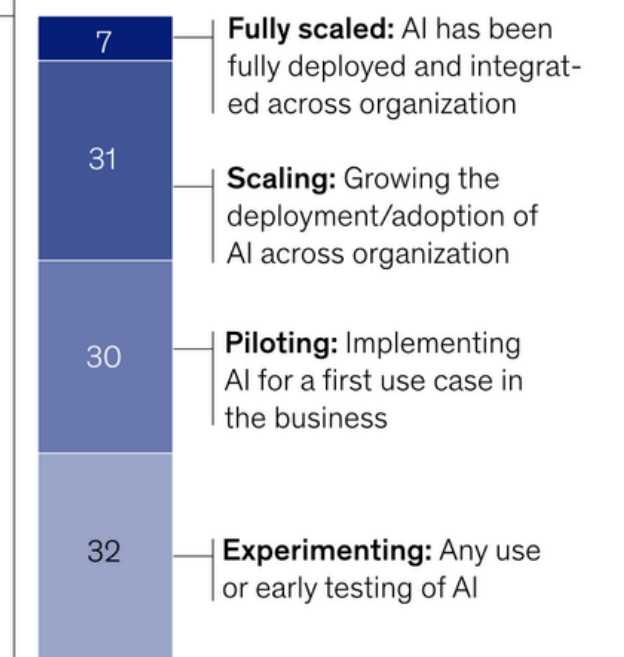 7
Fully scaled: AI has been
fully deployed and integrat-
ed across organization
31
Scaling: Growing the
deployment/adoption of
AI across organization
30
Piloting: Implementing
AI for a first use case in
the business
32
Experimenting: Any use
or early testing of AI